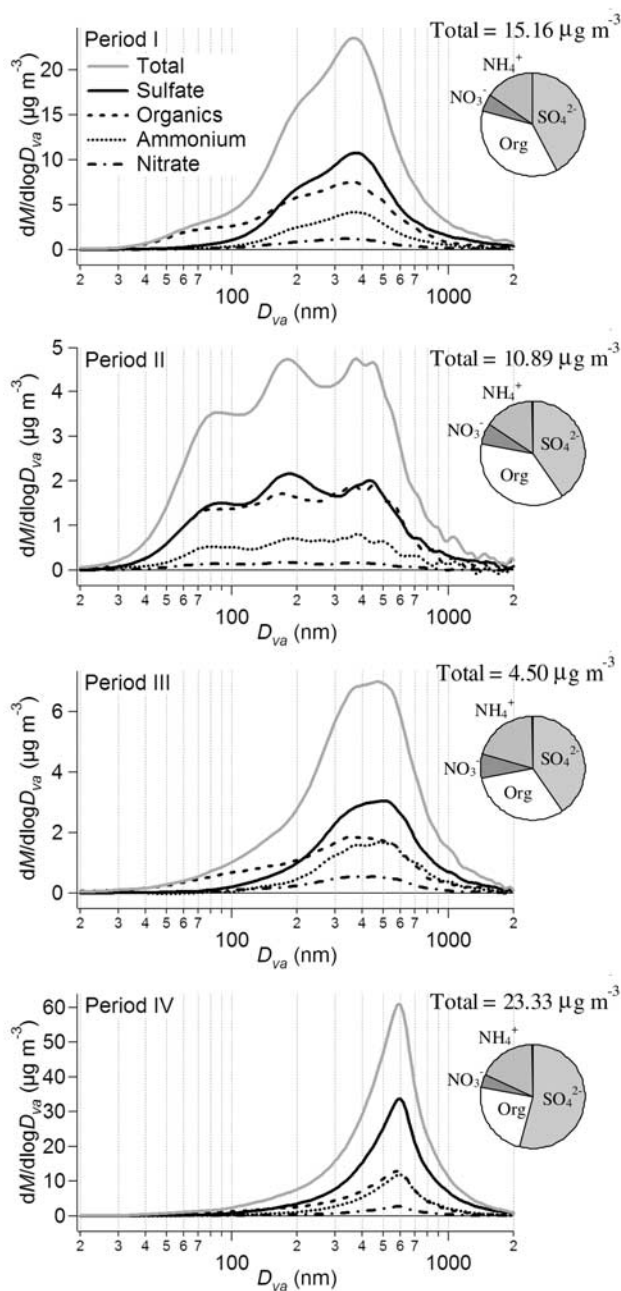 Period I
Total = 15.16 µg m⁻³
Total
Sulfate
Organics
Ammonium
Nitrate
NH₄⁺
NO₃⁻
SO₄²⁻
Org
dM/dlogDva (µg m⁻³)
20
15
10
5
0
2 3 4 5 6 7 100 2 3 4 5 6 7 1000 2
Dva (nm)
Period II
Total = 10.89 µg m⁻³
NH₄⁺
NO₃⁻
SO₄²⁻
Org
dM/dlogDva (µg m⁻³)
5
4
3
2
1
0
2 3 4 5 6 7 100 2 3 4 5 6 7 1000 2
Dva (nm)
Period III
Total = 4.50 µg m⁻³
NH₄⁺
NO₃⁻
SO₄²⁻
Org
dM/dlogDva (µg m⁻³)
6
4
2
0
2 3 4 5 6 7 100 2 3 4 5 6 7 1000 2
Dva (nm)
Period IV
Total = 23.33 µg m⁻³
NH₄⁺
NO₃⁻
SO₄²⁻
Org
dM/dlogDva (µg m⁻³)
60
50
40
30
20
10
0
2 3 4 5 6 7 100 2 3 4 5 6 7 1000 2
Dva (nm)